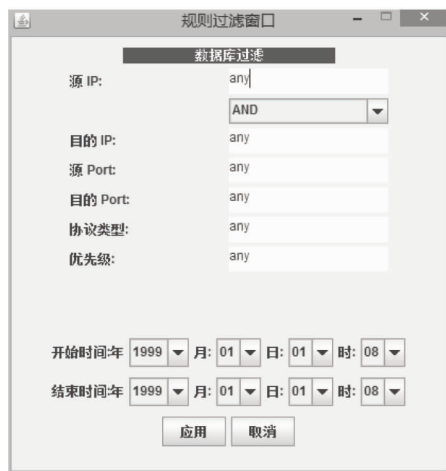 规则过滤窗口
数据库过滤
源 IP: any
AND
目的 IP: any
源 Port: any
目的 Port: any
协议类型: any
优先级: any
开始时间:年 1999 月: 01 日: 01 时: 08
结束时间:年 1999 月: 01 日: 01 时: 08
应用 取消